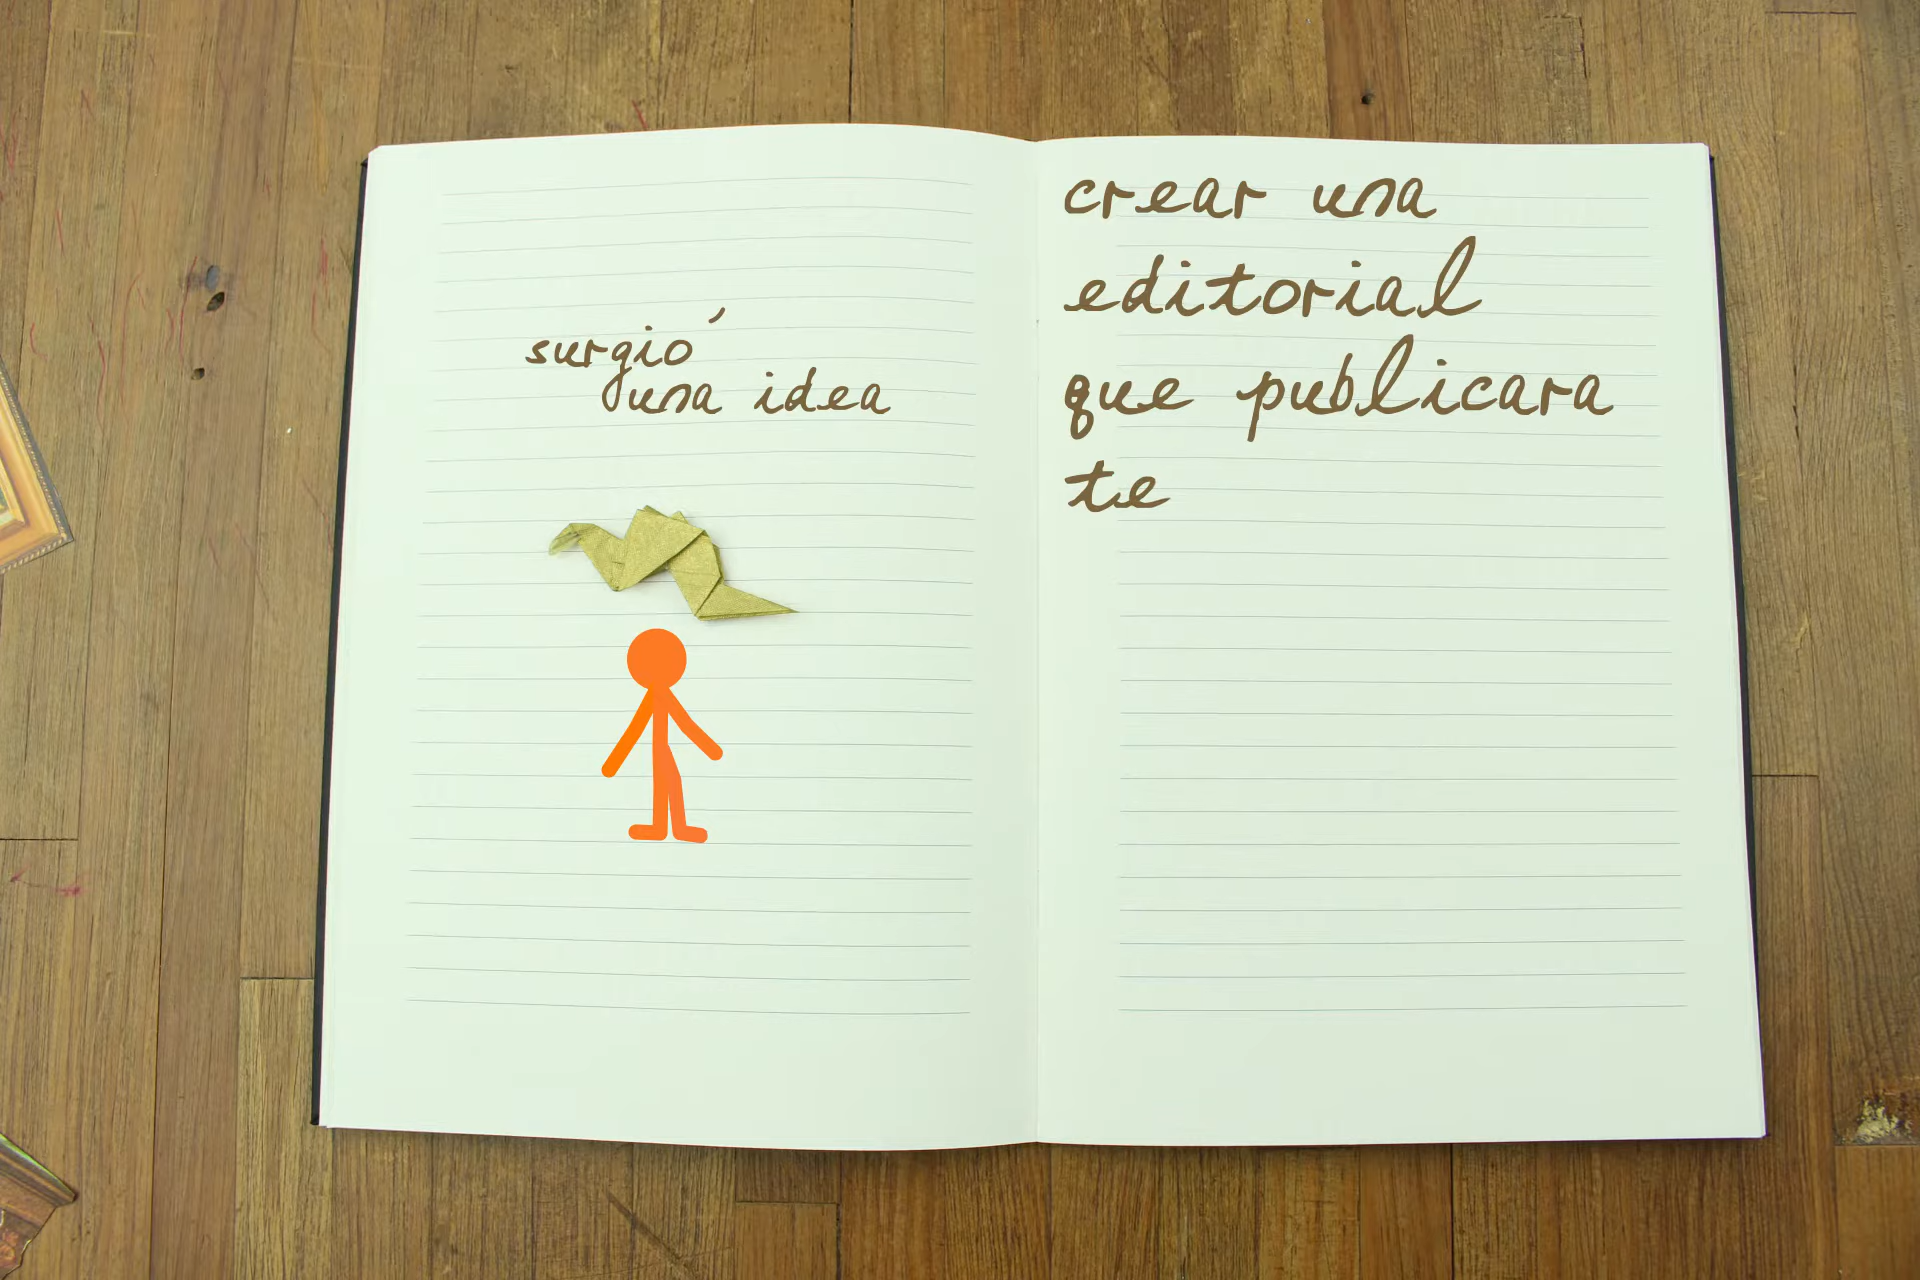 surgió
una idea
crear una
editorial
que publicara
te